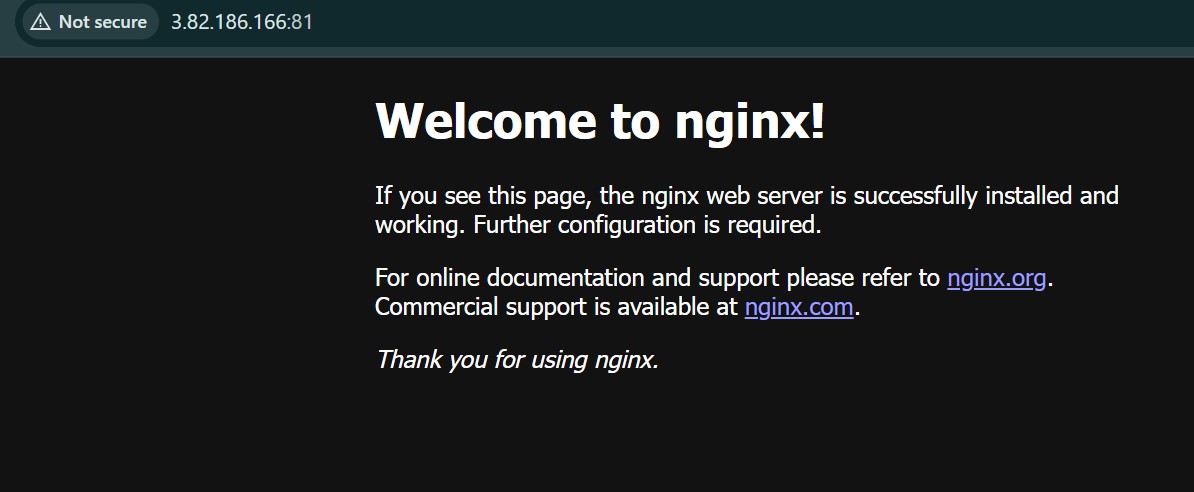 Not secure 3.82.186.166:81
Welcome to nginx!
If you see this page, the nginx web server is successfully installed and
working. Further configuration is required.
For online documentation and support please refer to nginx.org.
Commercial support is available at nginx.com.
Thank you for using nginx.